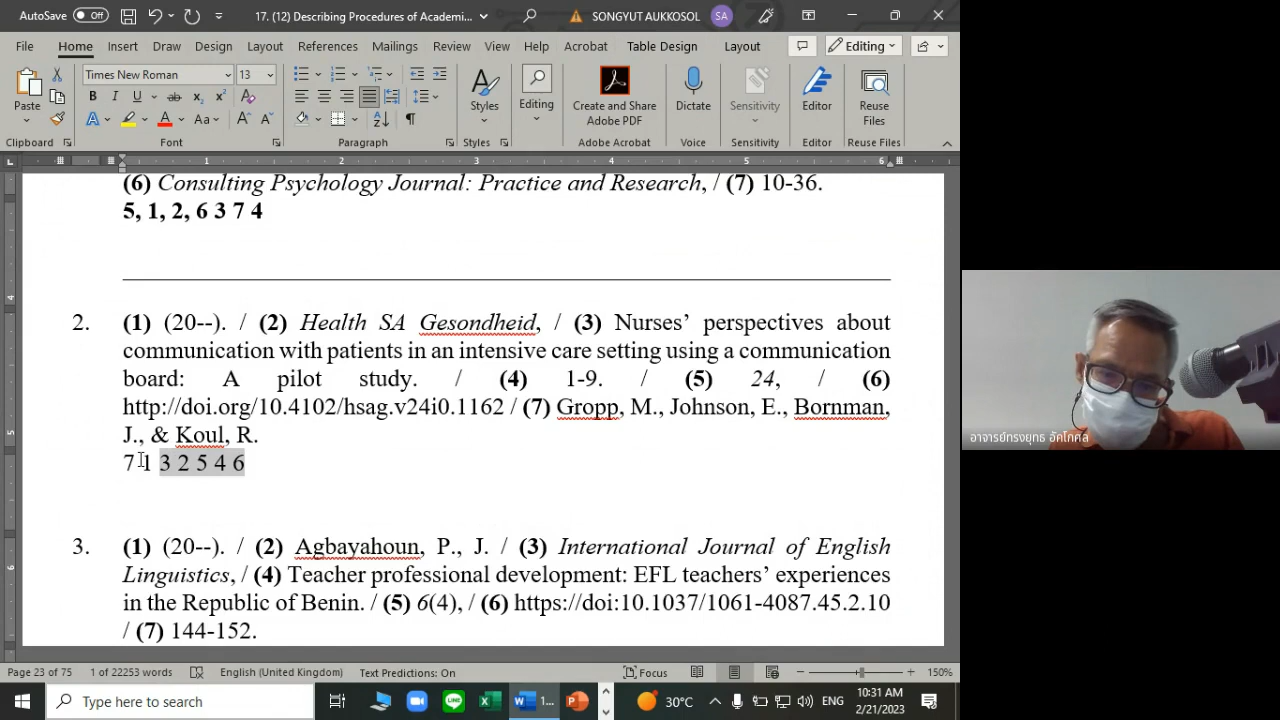 AutoSave Off 17. (12) Describing Procedures of Academi... SONGYUT AUKKOSOL SA
File Home Insert Draw Design Layout References Mailings Review View Help Acrobat Table Design Layout Editing
Times New Roman 13
Paste Styles Editing Create and Share Adobe PDF Dictate Sensitivity Editor Reuse Files
Clipboard Font Paragraph Styles Adobe Acrobat Voice Sensitivity Editor Reuse Files
(6) Consulting Psychology Journal: Practice and Research, / (7) 10-36.
5, 1, 2, 6 3 7 4
2. (1) (20--). / (2) Health SA Gesondheid, / (3) Nurses' perspectives about
communication with patients in an intensive care setting using a communication
board: A pilot study. / (4) 1-9. / (5) 24, / (6)
http://doi.org/10.4102/hsag.v24i0.1162 / (7) Gropp, M., Johnson, E., Bornman,
J., & Koul, R.
7 1 3 2 5 4 6
3. (1) (20--). / (2) Agbayahoun, P., J. / (3) International Journal of English
Linguistics, / (4) Teacher professional development: EFL teachers' experiences
in the Republic of Benin. / (5) 6(4), / (6) https://doi:10.1037/1061-4087.45.2.10
/ (7) 144-152.
อาจารย์ทรงยุทธ อัคโกศล
Page 23 of 75 1 of 22253 words English (United Kingdom) Text Predictions: On Focus 150%
Type here to search 1... 30°C ENG 10:31 AM
2/21/2023